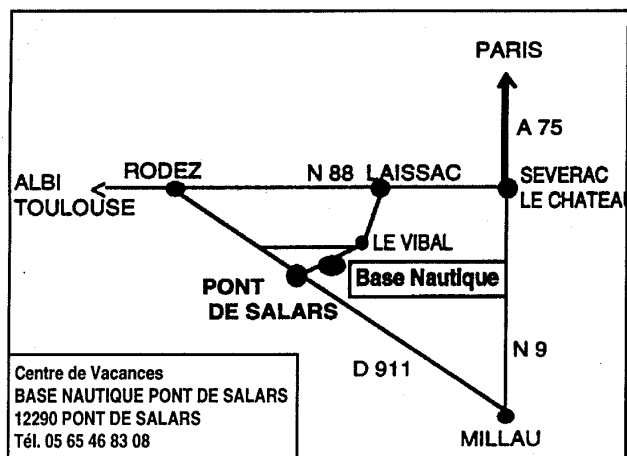 PARIS
A 75
RODEZ
N 88 LAISSAC
SEVERAC
LE CHATEAU
ALBI
TOULOUSE
LE VIBAL
Base Nautique
PONT
DE SALARS
N 9
D 911
MILLAU
Centre de Vacances
BASE NAUTIQUE PONT DE SALARS
12290 PONT DE SALARS
Tél. 05 65 46 83 08